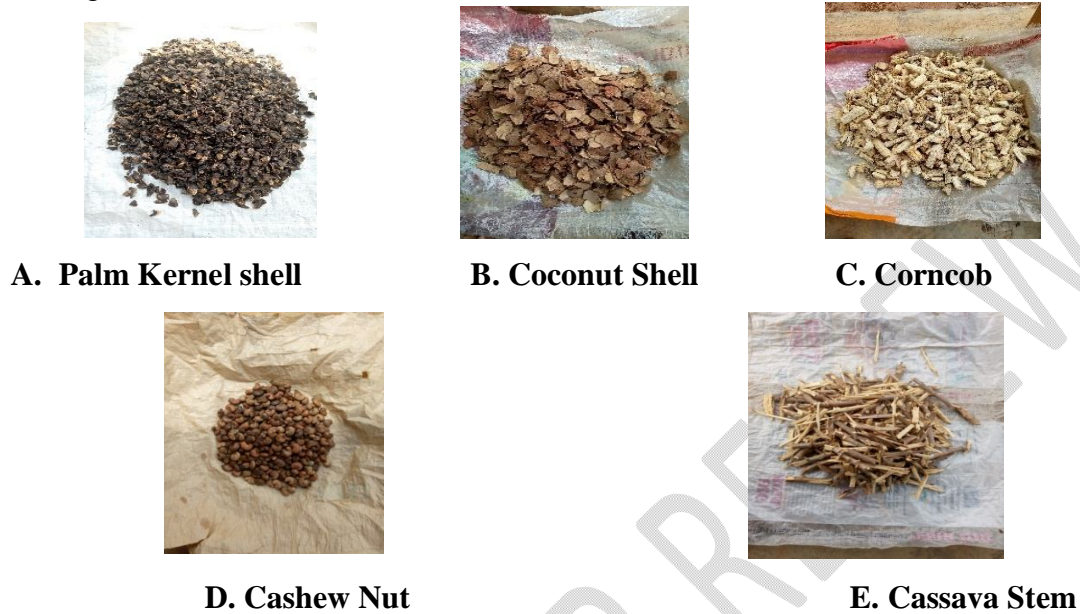 A. Palm Kernel shell
B. Coconut Shell
C. Corncob
D. Cashew Nut
E. Cassava Stem